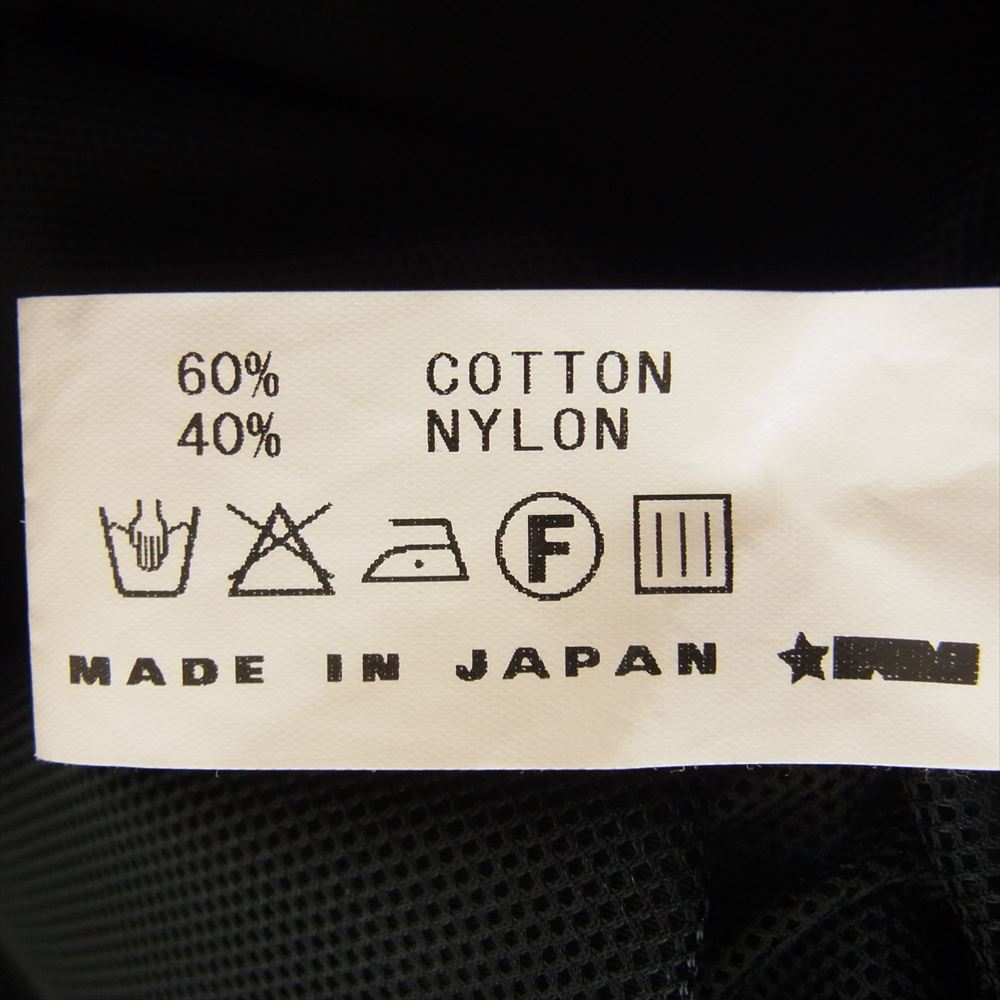 60% COTTON
40% NYLON
F
MADE IN JAPAN